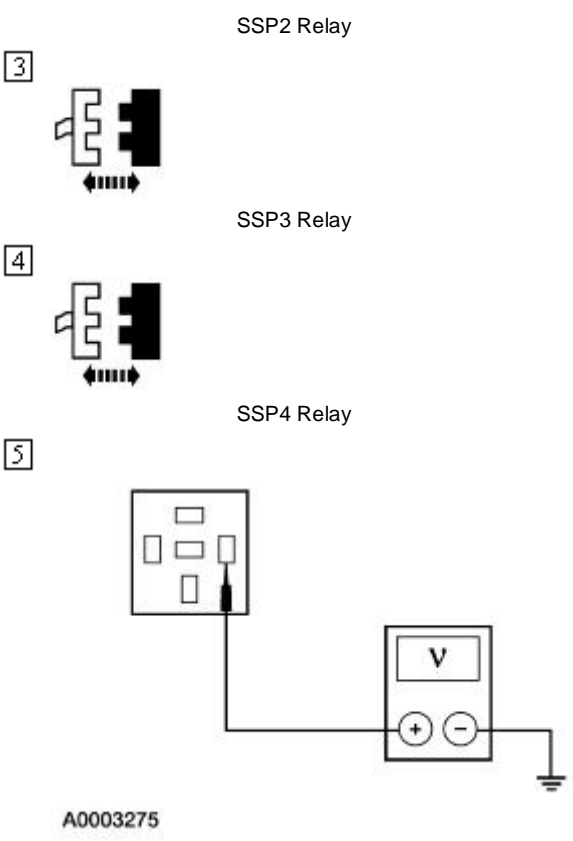 SSP2 Relay
3
SSP3 Relay
4
SSP4 Relay
5
V
+ −
A0003275